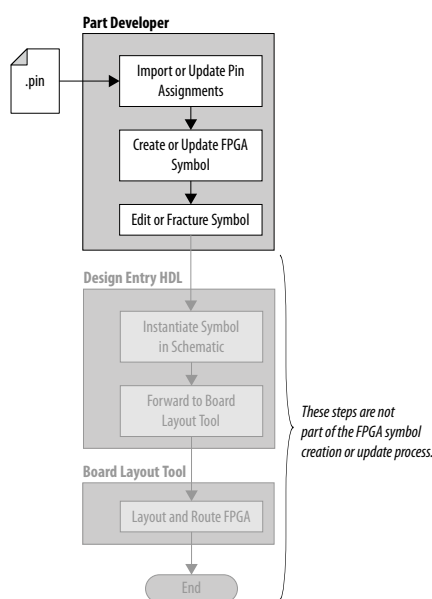 Part Developer
.pin
Import or Update Pin
Assignments
Create or Update FPGA
Symbol
Edit or Fracture Symbol
Design Entry HDL
Instantiate Symbol
in Schematic
Forward to Board
Layout Tool
These steps are not
part of the FPGA symbol
creation or update process.
Board Layout Tool
Layout and Route FPGA
End